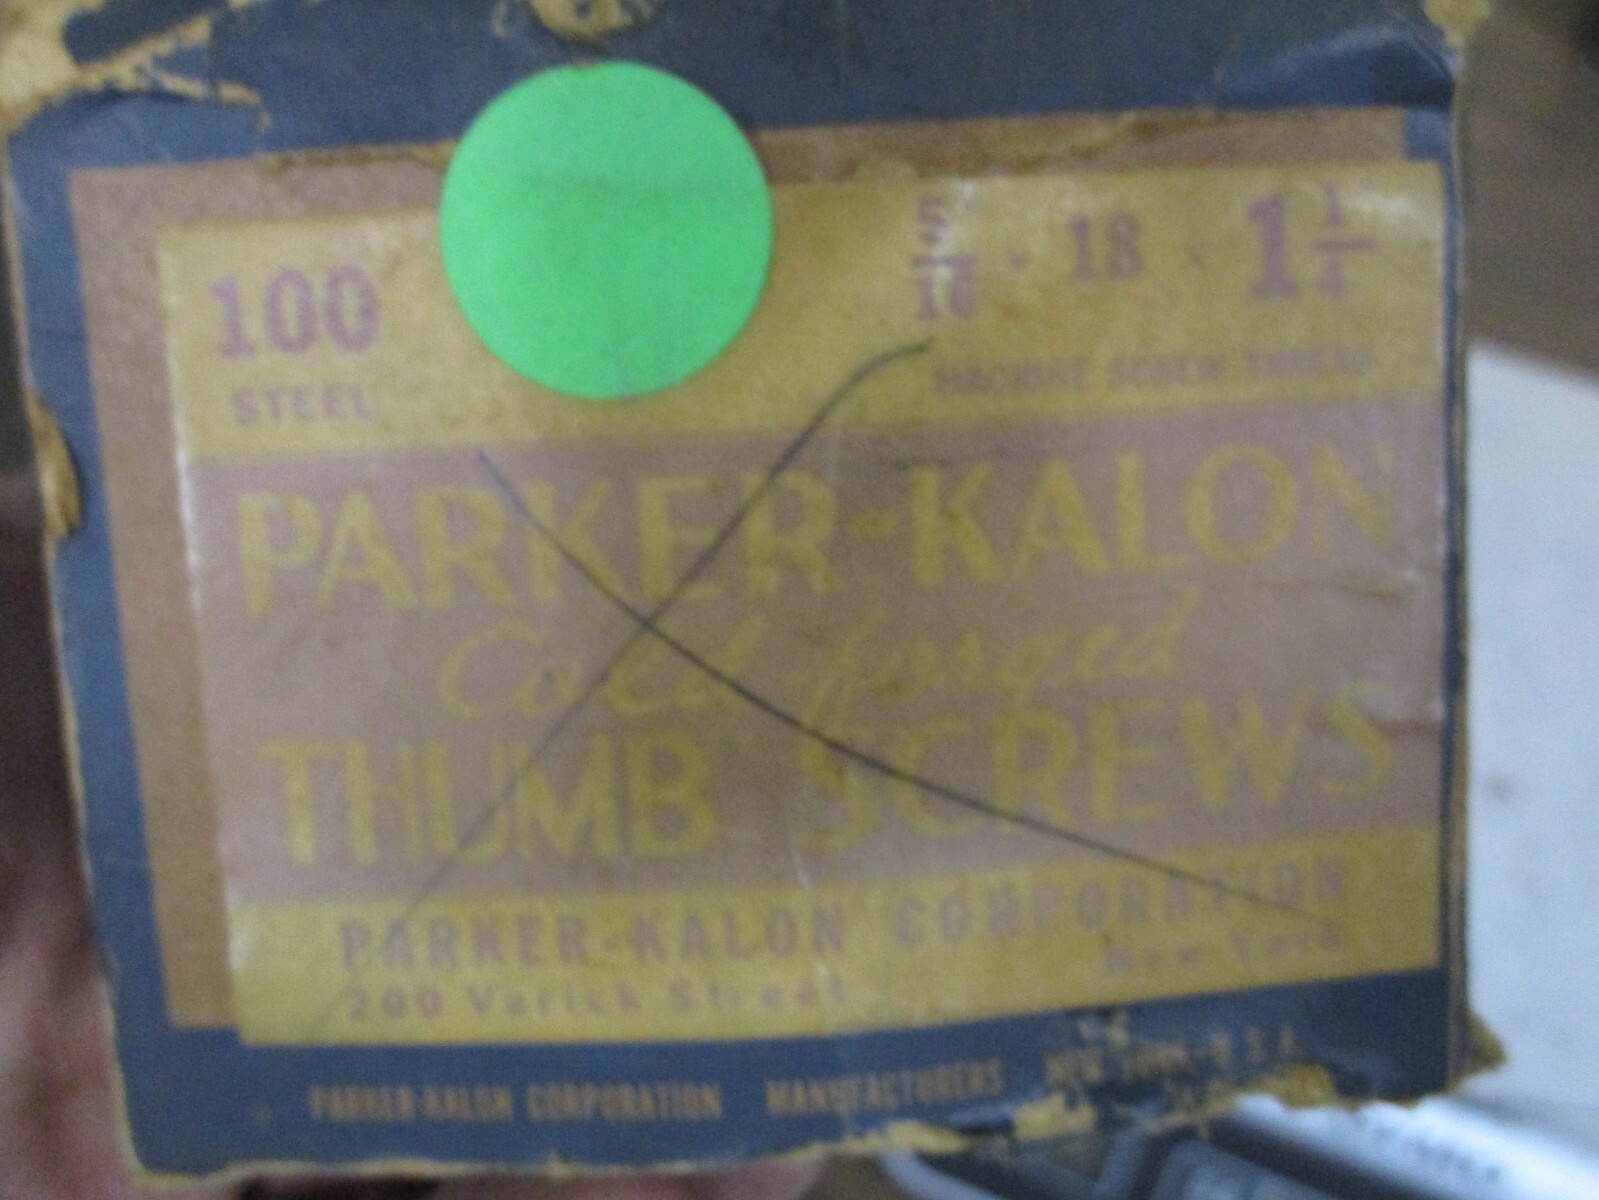 100
STEEL
5/16 · 18 x 1 1/4
MACHINE SCREW THREAD
PARKER-KALON
Cold-forged
THUMB SCREWS
PARKER-KALON CORPORATION
200 Varick Street New York
PARKER-KALON CORPORATION MANUFACTURERS NEW YORK, U.S.A.